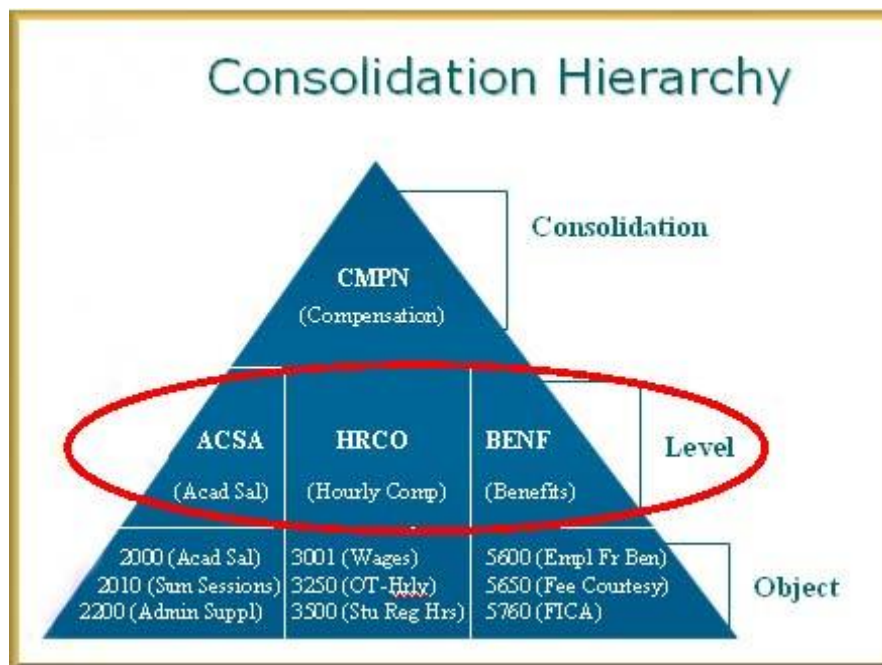 Consolidation Hierarchy
Consolidation
CMPN
(Compensation)
ACSA
(Acad Sal)
HRCO
(Hourly Comp)
BENF
(Benefits)
Level
2000 (Acad Sal)
2010 (Sum Sessions)
2200 (Admin Suppl)
3001 (Wages)
3250 (OT-Hrly)
3500 (Stu Reg Hrs)
5600 (Empl Fr Ben)
5650 (Fee Courtesy)
5760 (FICA)
Object